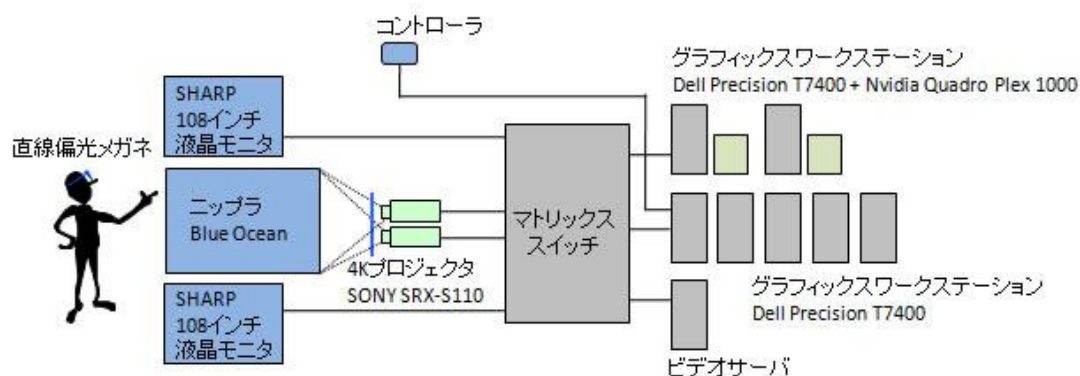 コントローラ
グラフィックスワークステーション
Dell Precision T7400 + Nvidia Quadro Plex 1000
SHARP
108インチ
液晶モニタ
直線偏光メガネ
ニップラ
Blue Ocean
マトリックス
スイッチ
4Kプロジェクタ
SONY SRX-S110
SHARP
108インチ
液晶モニタ
グラフィックスワークステーション
Dell Precision T7400
ビデオサーバ